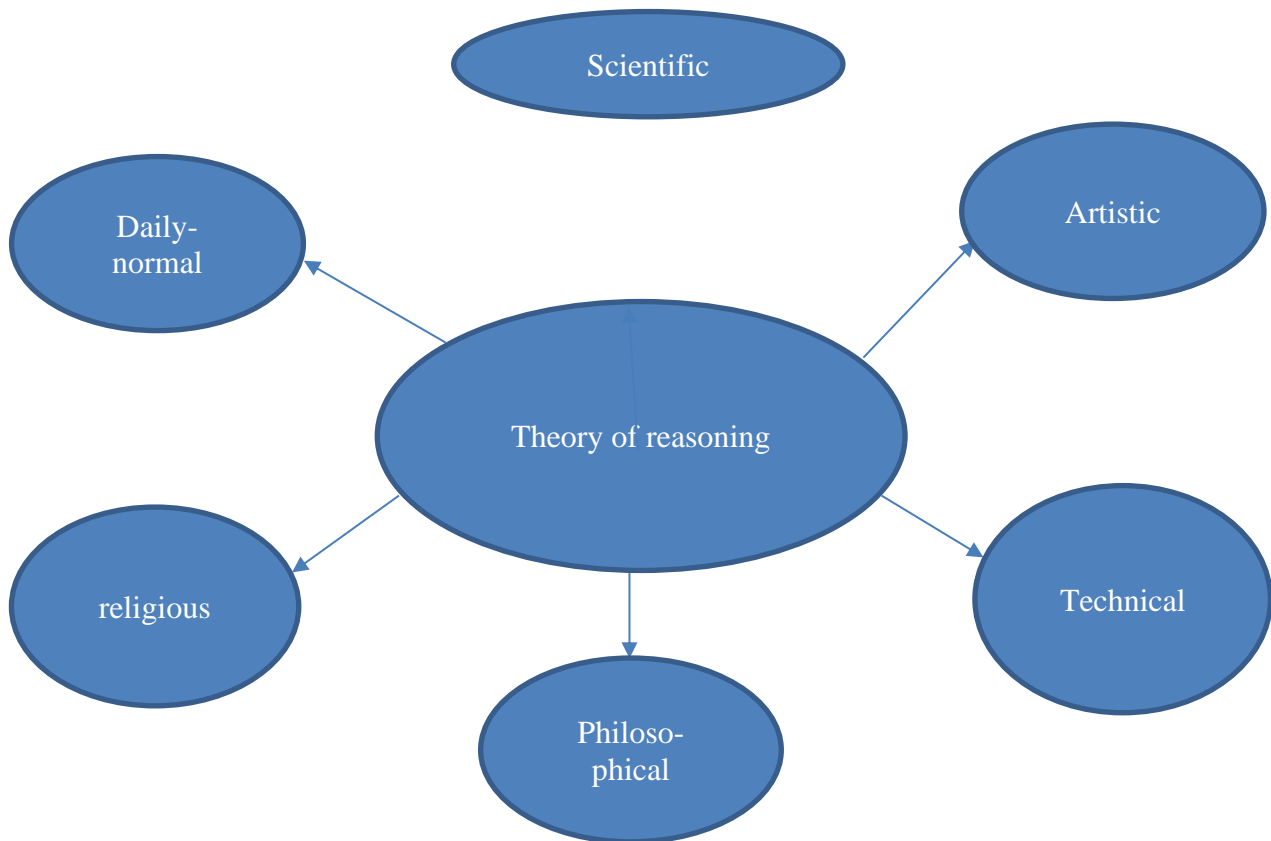 Scientific
Artistic
Daily-
normal
Theory of reasoning
Technical
religious
Philoso-
phical